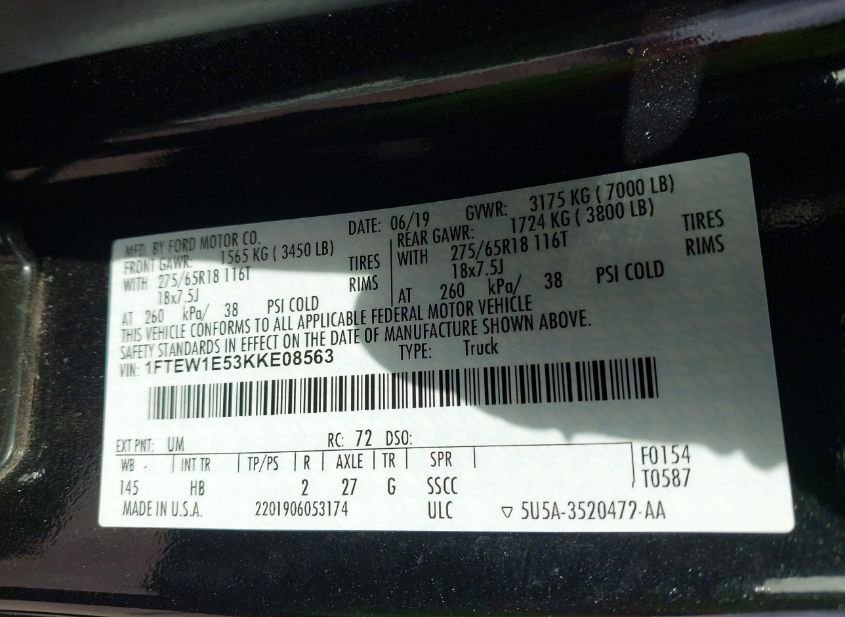 MFD. BY FORD MOTOR CO. DATE: 06/19 GVWR: 3175 KG ( 7000 LB)
FRONT GAWR: 1565 KG ( 3450 LB) REAR GAWR: 1724 KG ( 3800 LB)
WITH 275/65R18 116T TIRES WITH 275/65R18 116T TIRES
18x7.5J RIMS 18x7.5J RIMS
AT 260 kPa/ 38 PSI COLD AT 260 kPa/ 38 PSI COLD
THIS VEHICLE CONFORMS TO ALL APPLICABLE FEDERAL MOTOR VEHICLE
SAFETY STANDARDS IN EFFECT ON THE DATE OF MANUFACTURE SHOWN ABOVE.
VIN: 1FTEW1E53KKE08563 TYPE: Truck
EXT PNT: UM RC: 72 DSO:
WB INT TR TP/PS R AXLE TR SPR F0154
145 HB 2 27 G SSCC T0587
MADE IN U.S.A. 2201906053174 ULC ▽ 5U5A-3520472-AA